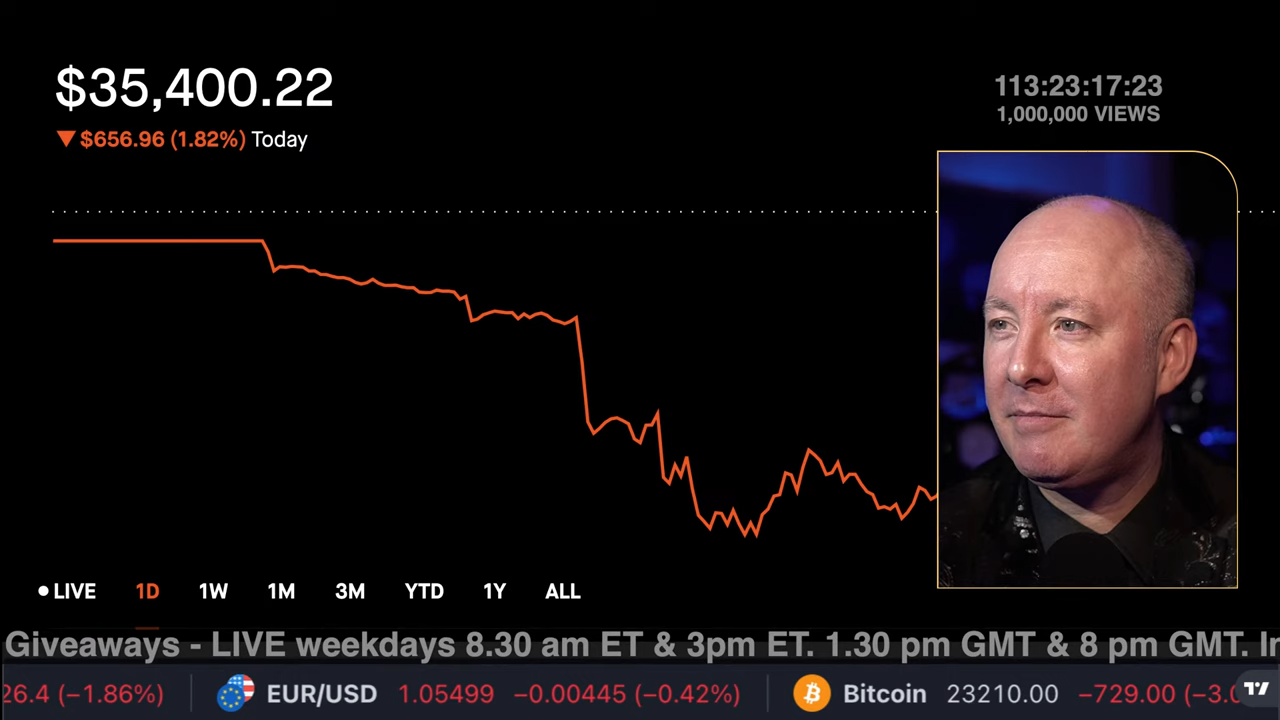 $35,400.22
▼$656.96 (1.82%) Today
113:23:17:23
1,000,000 VIEWS
LIVE 1D 1W 1M 3M YTD 1Y ALL
Giveaways - LIVE weekdays 8.30 am ET & 3pm ET. 1.30 pm GMT & 8 pm GMT.
26.4 (−1.86%) EUR/USD 1.05499 −0.00445 (−0.42%) Bitcoin 23210.00 −729.00 (−3.0